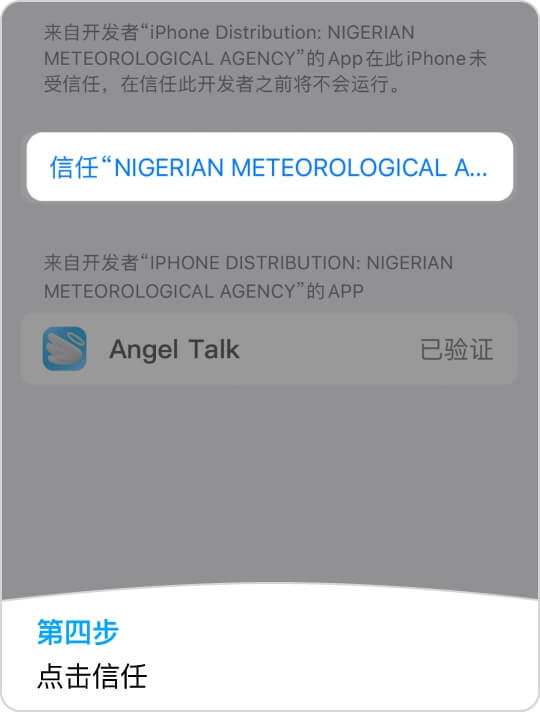 来自开发者“iPhone Distribution: NIGERIAN
METEOROLOGICAL AGENCY”的App在此iPhone未
受信任，在信任此开发者之前将不会运行。
信任“NIGERIAN METEOROLOGICAL A...
来自开发者“IPHONE DISTRIBUTION: NIGERIAN
METEOROLOGICAL AGENCY”的APP
Angel Talk 已验证
第四步
点击信任